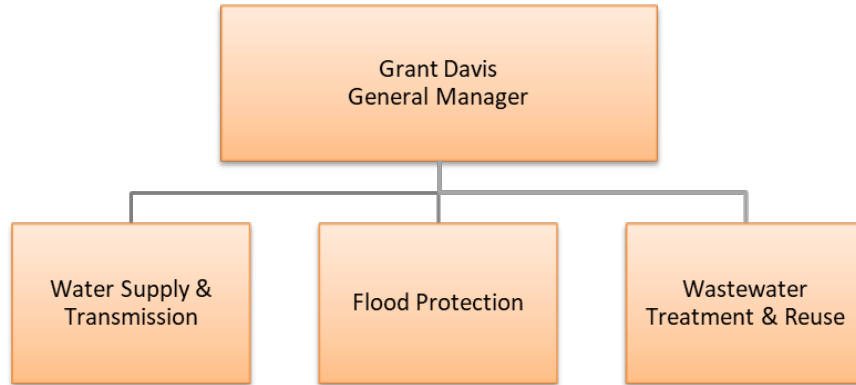 Grant Davis
General Manager
Water Supply &
Transmission
Flood Protection
Wastewater
Treatment & Reuse